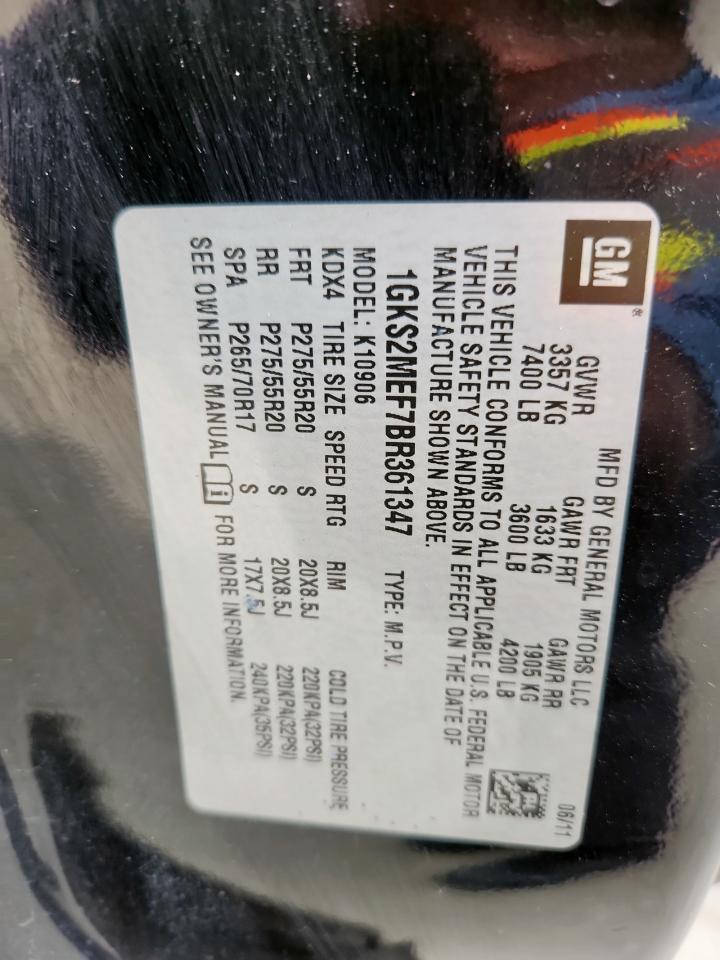 GM®
MFD BY GENERAL MOTORS LLC 06/11
GVWR GAWR FRT GAWR RR
3357 KG 1633 KG 1905 KG
7400 LB 3600 LB 4200 LB
THIS VEHICLE CONFORMS TO ALL APPLICABLE U.S. FEDERAL MOTOR
VEHICLE SAFETY STANDARDS IN EFFECT ON THE DATE OF
MANUFACTURE SHOWN ABOVE.
1GKS2MEF7BR361347 TYPE: M.P.V.
MODEL: K10906
KDX4 TIRE SIZE SPEED RTG RIM COLD TIRE PRESSURE
FRT P275/55R20 S 20X8.5J 220KPA(32PSI)
RR P275/55R20 S 20X8.5J 220KPA(32PSI)
SPA P265/70R17 S 17X7.5J 240KPA(35PSI)
SEE OWNER'S MANUAL i FOR MORE INFORMATION.